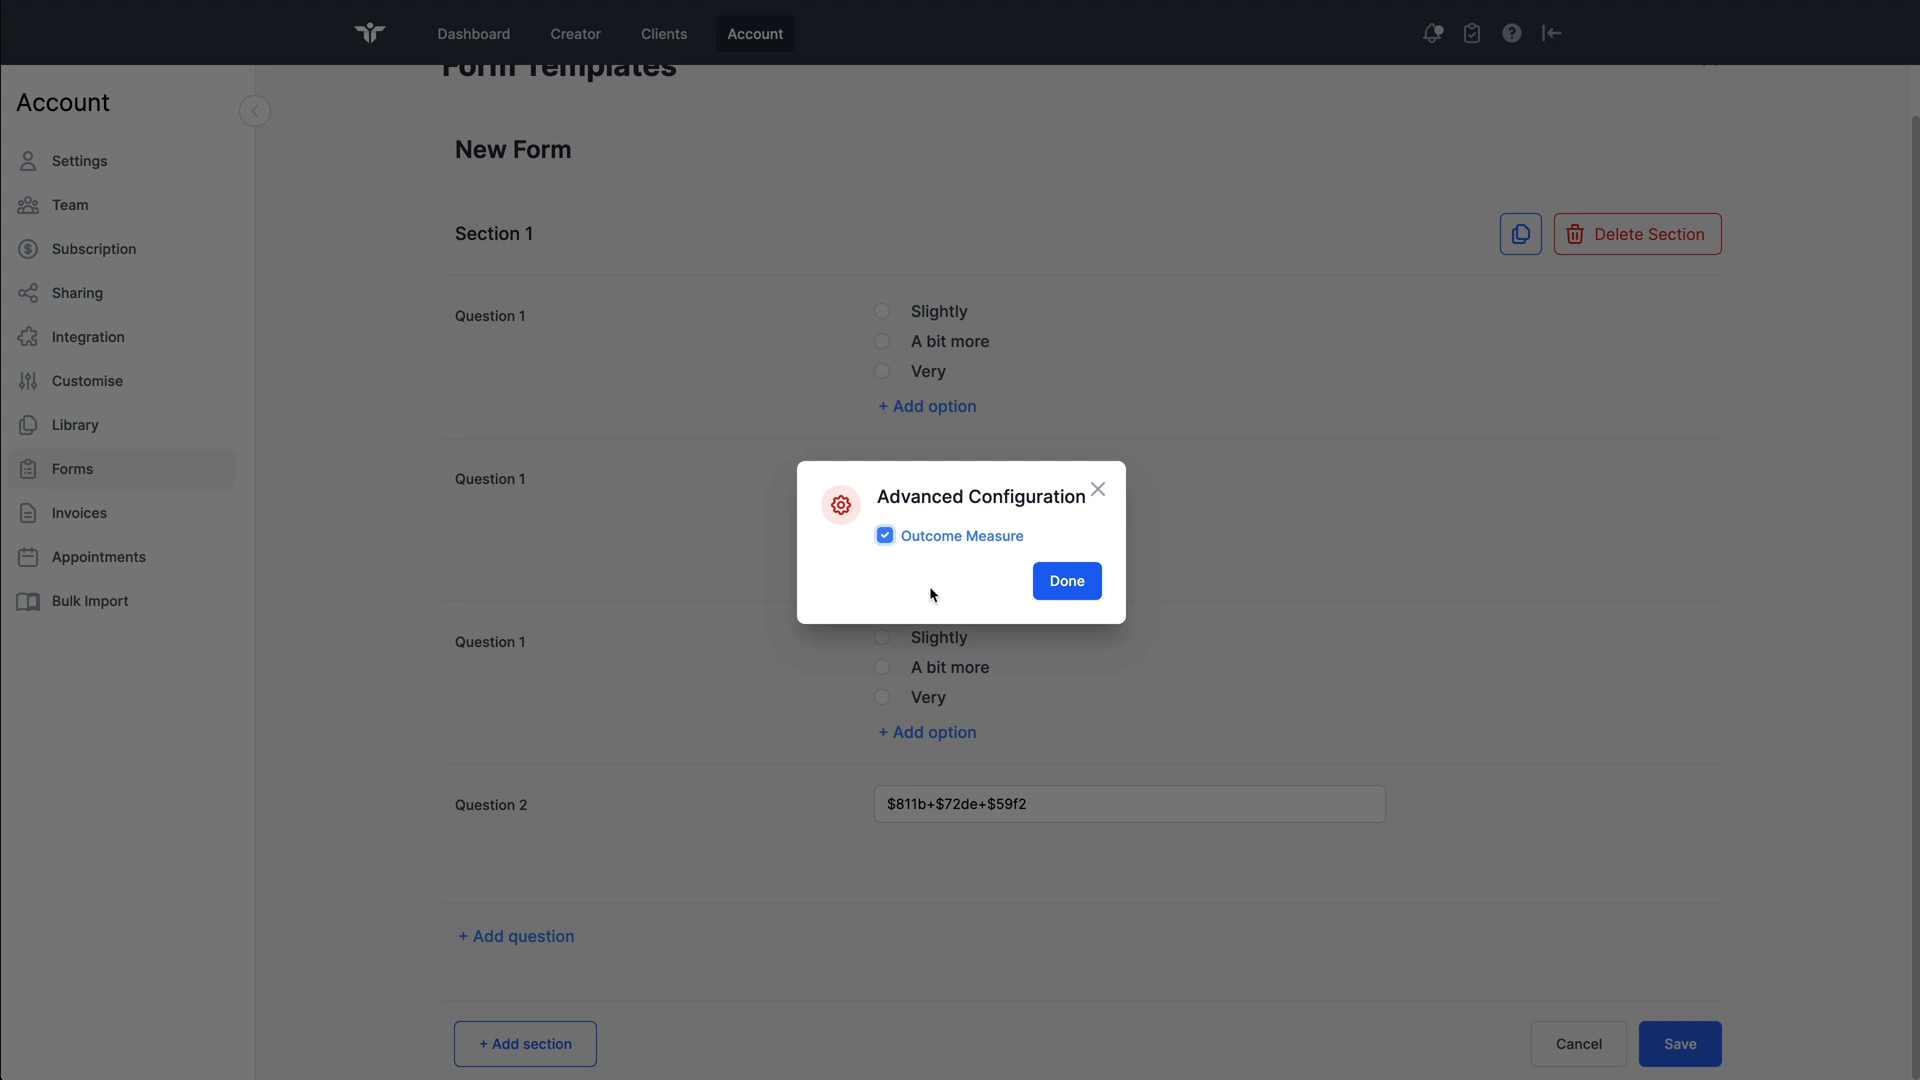 Dashboard
Creator
Clients
Account
Form Templates
Account
Settings
Team
Subscription
Sharing
Integration
Customise
Library
Forms
Invoices
Appointments
Bulk Import
New Form
Section 1
Delete Section
Question 1
Slightly
A bit more
Very
+ Add option
Question 1
Advanced Configuration
Outcome Measure
Done
Question 1
Slightly
A bit more
Very
+ Add option
Question 2
$811b+$72de+$59f2
+ Add question
+ Add section
Cancel
Save